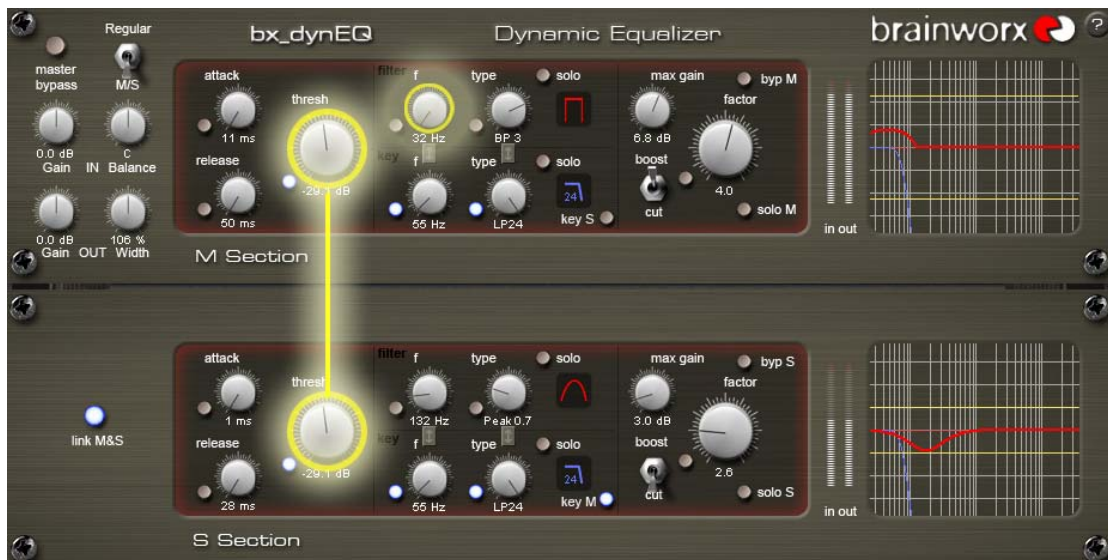 bx_dynEQ
Dynamic Equalizer
brainworx
?
Regular
M/S
master
bypass
0.0 dB
Gain
IN
C
Balance
0.0 dB
Gain
OUT
106 %
Width
attack
11 ms
release
50 ms
thresh
-29.1 dB
filter
f
32 Hz
type
BP 3
solo
key
f
55 Hz
type
LP24
solo
24
key S
max gain
6.8 dB
boost
cut
byp M
factor
4.0
solo M
in out
M Section
link M&S
attack
1 ms
release
28 ms
thresh
-29.1 dB
filter
f
132 Hz
type
Peak 0.7
solo
key
f
55 Hz
type
LP24
solo
24
key M
max gain
3.0 dB
boost
cut
byp S
factor
2.6
solo S
in out
S Section